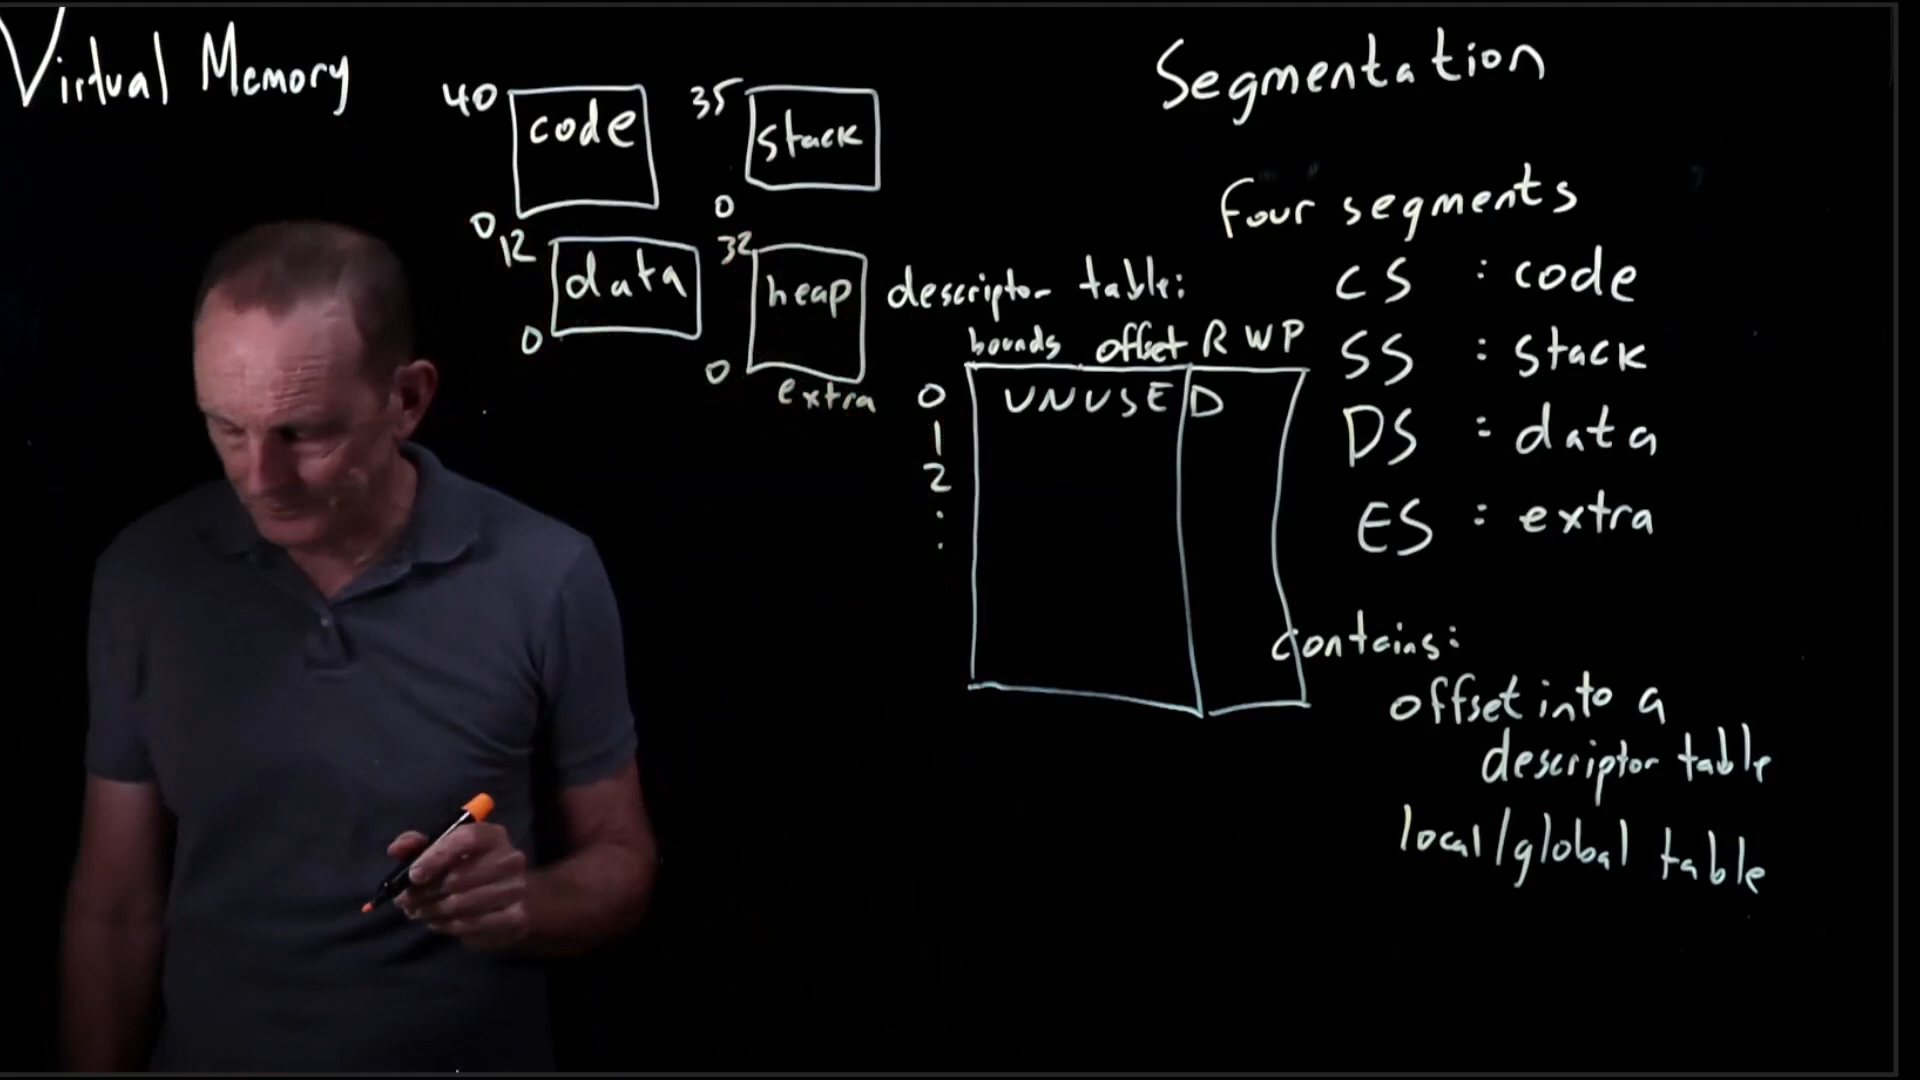 Virtual Memory
40 code
0
35 stack
0
12 data
0
32 heap
0
extra
descriptor table:
bounds offset R W P
0 UNUSED
1
2
:
Segmentation
Four segments
CS : code
SS : stack
DS : data
ES : extra
contains:
offset into a
descriptor table
local/global table